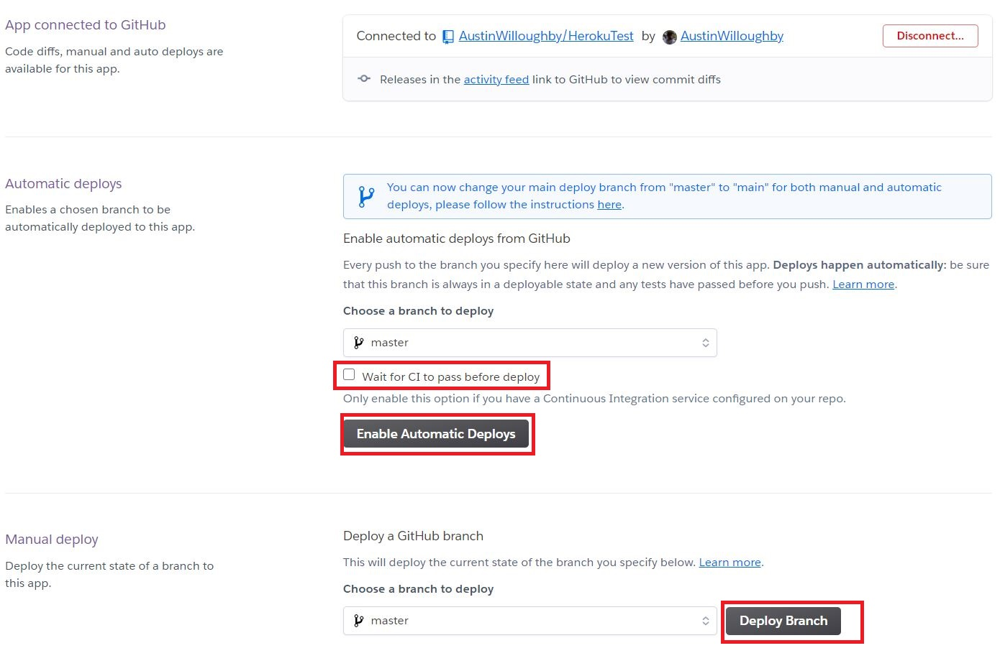 App connected to GitHub
Code diffs, manual and auto deploys are
available for this app.
Connected to AustinWilloughby/HerokuTest by AustinWilloughby
Disconnect...
Releases in the activity feed link to GitHub to view commit diffs
Automatic deploys
Enables a chosen branch to be
automatically deployed to this app.
You can now change your main deploy branch from "master" to "main" for both manual and automatic
deploys, please follow the instructions here.
Enable automatic deploys from GitHub
Every push to the branch you specify here will deploy a new version of this app. Deploys happen automatically: be sure
that this branch is always in a deployable state and any tests have passed before you push. Learn more.
Choose a branch to deploy
master
Wait for CI to pass before deploy
Only enable this option if you have a Continuous Integration service configured on your repo.
Enable Automatic Deploys
Manual deploy
Deploy the current state of a branch to
this app.
Deploy a GitHub branch
This will deploy the current state of the branch you specify below. Learn more.
Choose a branch to deploy
master
Deploy Branch